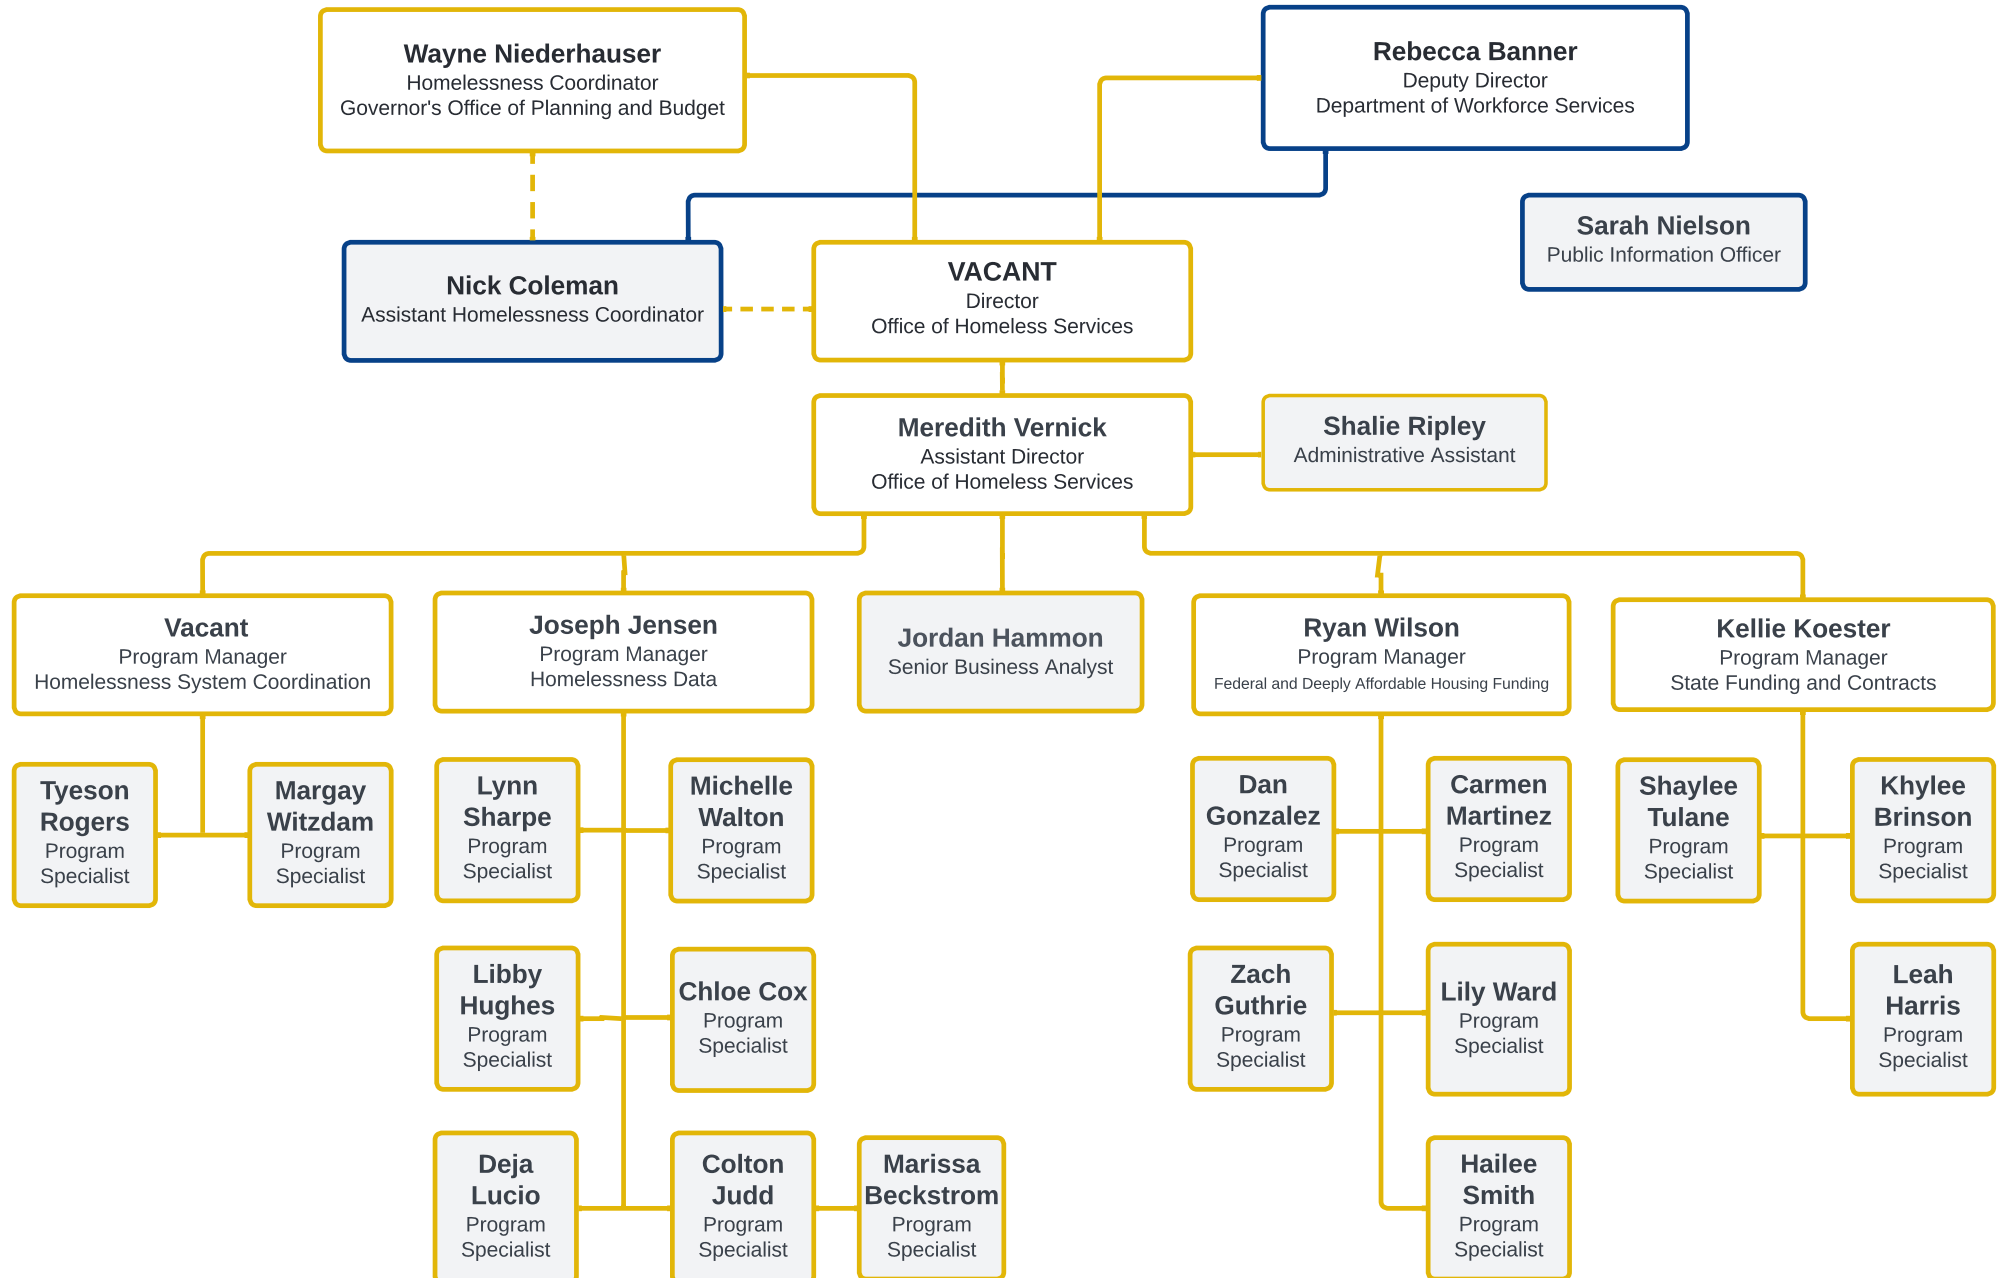 Wayne Niederhauser
Homelessness Coordinator
Governor's Office of Planning and Budget
Rebecca Banner
Deputy Director
Department of Workforce Services
Sarah Nielson
Public Information Officer
Nick Coleman
Assistant Homelessness Coordinator
VACANT
Director
Office of Homeless Services
Meredith Vernick
Assistant Director
Office of Homeless Services
Shalie Ripley
Administrative Assistant
Vacant
Program Manager
Homelessness System Coordination
Joseph Jensen
Program Manager
Homelessness Data
Jordan Hammon
Senior Business Analyst
Ryan Wilson
Program Manager
Federal and Deeply Affordable Housing Funding
Kellie Koester
Program Manager
State Funding and Contracts
Tyeson
Rogers
Program
Specialist
Margay
Witzdam
Program
Specialist
Lynn
Sharpe
Program
Specialist
Michelle
Walton
Program
Specialist
Dan
Gonzalez
Program
Specialist
Carmen
Martinez
Program
Specialist
Shaylee
Tulane
Program
Specialist
Khylee
Brinson
Program
Specialist
Libby
Hughes
Program
Specialist
Chloe Cox
Program
Specialist
Zach
Guthrie
Program
Specialist
Lily Ward
Program
Specialist
Leah
Harris
Program
Specialist
Deja
Lucio
Program
Specialist
Colton
Judd
Program
Specialist
Marissa
Beckstrom
Program
Specialist
Hailee
Smith
Program
Specialist